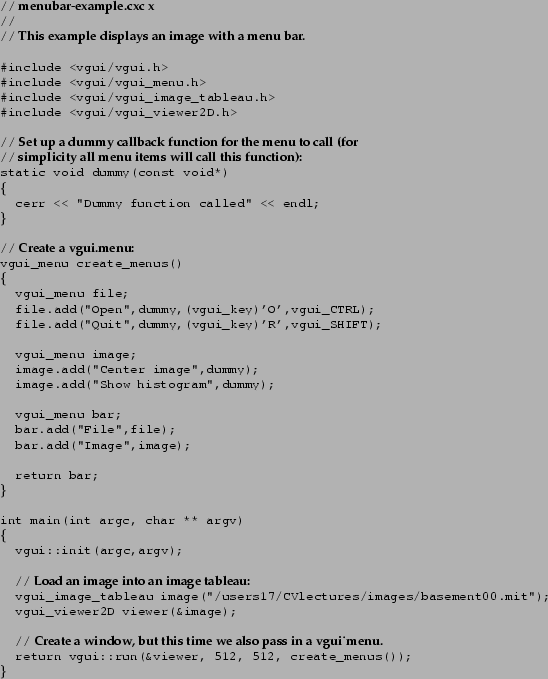 // menubar-example.cxc x
//
// This example displays an image with a menu bar.
#include <vgui/vgui.h>
#include <vgui/vgui_menu.h>
#include <vgui/vgui_image_tableau.h>
#include <vgui/vgui_viewer2D.h>
// Set up a dummy callback function for the menu to call (for
// simplicity all menu items will call this function):
static void dummy(const void*)
{
  cerr << "Dummy function called" << endl;
}
// Create a vgui.menu:
vgui_menu create_menus()
{
  vgui_menu file;
  file.add("Open",dummy,(vgui_key)'O',vgui_CTRL);
  file.add("Quit",dummy,(vgui_key)'R',vgui_SHIFT);
  vgui_menu image;
  image.add("Center image",dummy);
  image.add("Show histogram",dummy);
  vgui_menu bar;
  bar.add("File",file);
  bar.add("Image",image);
  return bar;
}
int main(int argc, char ** argv)
{
  vgui::init(argc,argv);
  // Load an image into an image tableau:
  vgui_image_tableau image("/users17/CVlectures/images/basement00.mit");
  vgui_viewer2D viewer(&image);
  // Create a window, but this time we also pass in a vgui˙menu.
  return vgui::run(&viewer, 512, 512, create_menus());
}